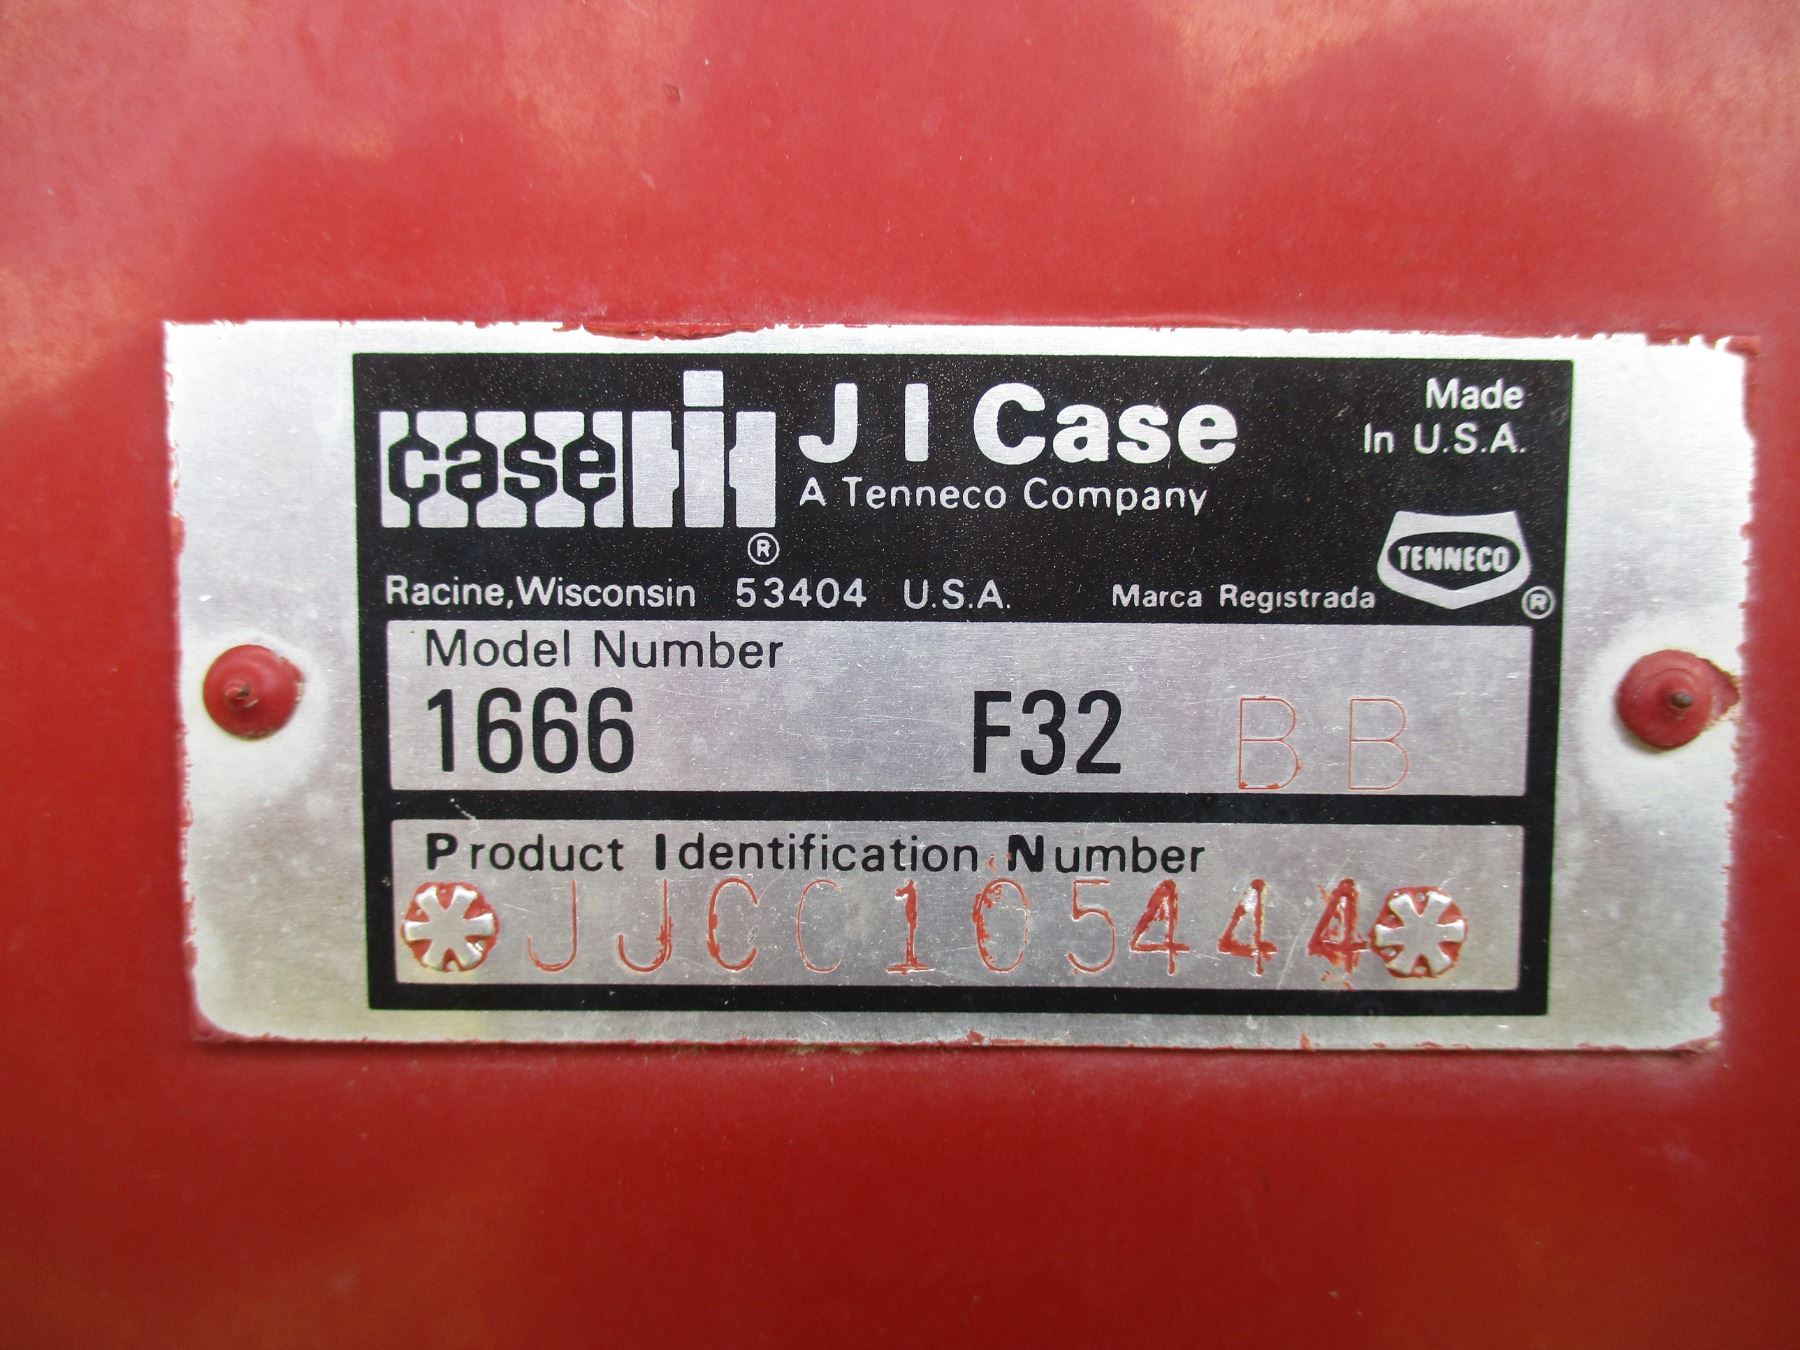 case IH J I Case
A Tenneco Company
Made
In U.S.A.
TENNECO
®
®
Racine, Wisconsin 53404 U.S.A. Marca Registrada
Model Number
1666 F32 BB
Product Identification Number
*JJC0105444*